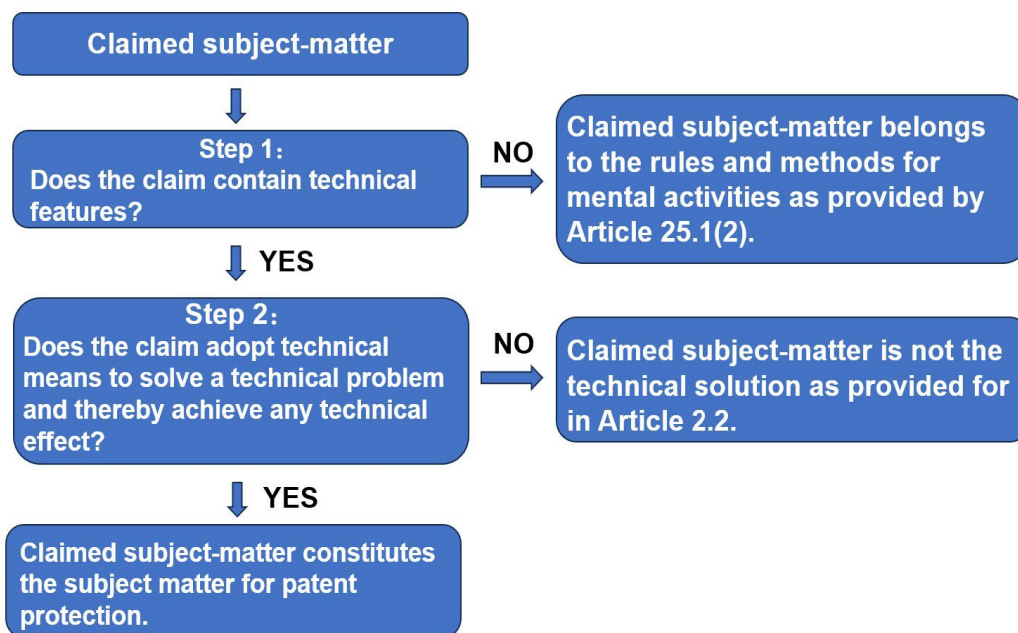 Claimed subject-matter
Step 1：
Does the claim contain technical
features?
NO
Claimed subject-matter belongs
to the rules and methods for
mental activities as provided by
Article 25.1(2).
YES
Step 2：
Does the claim adopt technical
means to solve a technical problem
and thereby achieve any technical
effect?
NO
Claimed subject-matter is not the
technical solution as provided for
in Article 2.2.
YES
Claimed subject-matter constitutes
the subject matter for patent
protection.